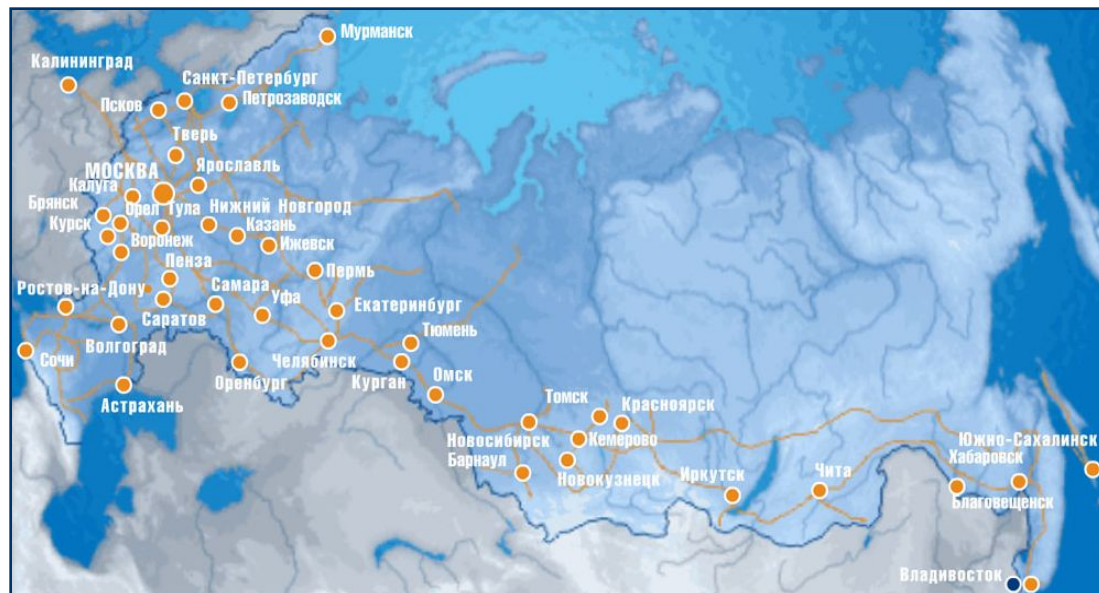 Мурманск
Калининград
Санкт-Петербург
Псков
Петрозаводск
Тверь
МОСКВА
Ярославль
Калуга
Брянск
Орел
Тула
Нижний Новгород
Курск
Казань
Воронеж
Ижевск
Пенза
Пермь
Ростов-на-Дону
Самара
Уфа
Екатеринбург
Саратов
Тюмень
Волгоград
Челябинск
Сочи
Оренбург
Курган
Омск
Астрахань
Томск
Красноярск
Новосибирск
Кемерово
Южно-Сахалинск
Барнаул
Хабаровск
Новокузнецк
Иркутск
Чита
Благовещенск
Владивосток